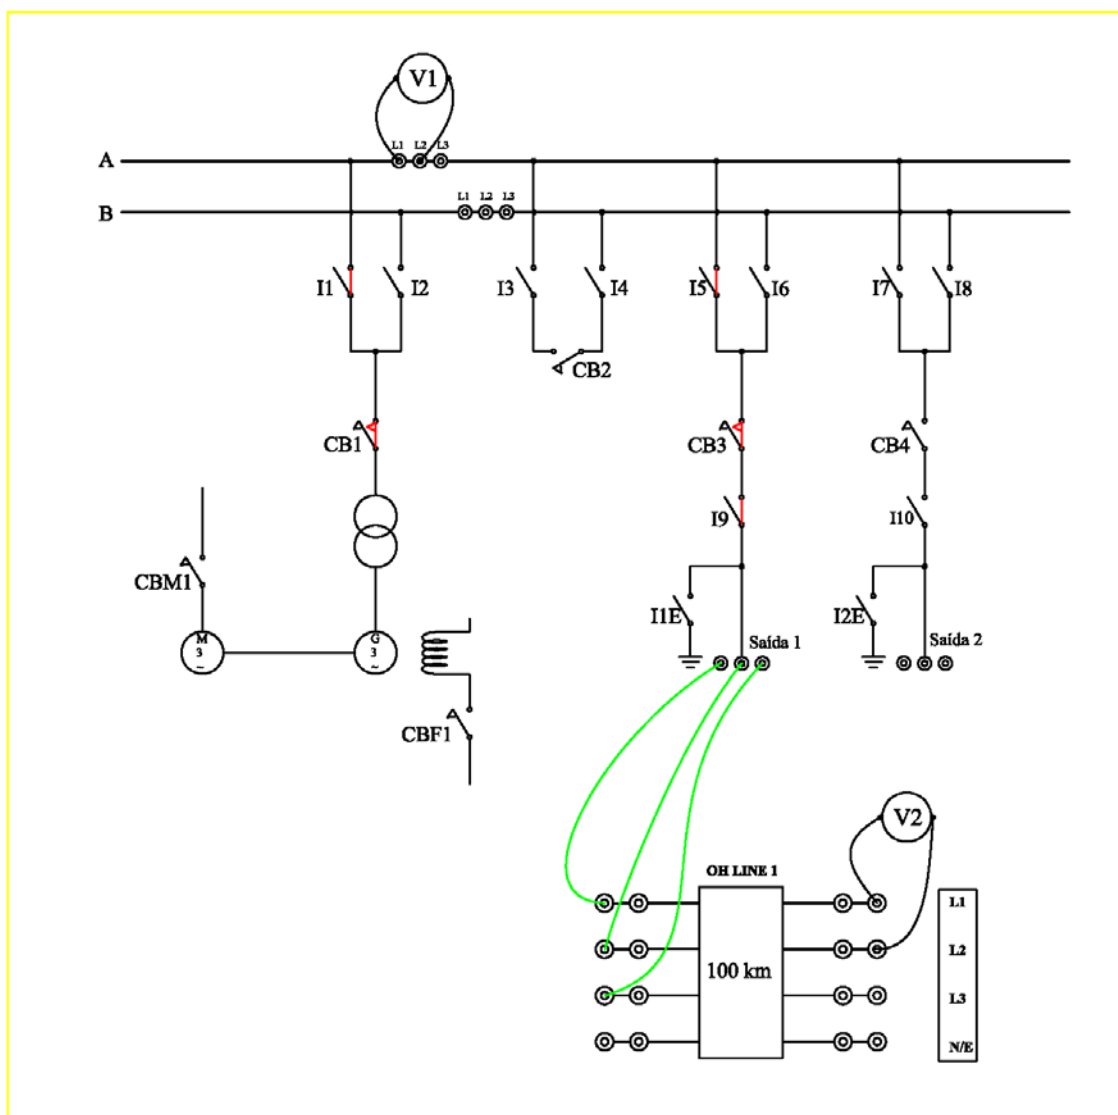 V1
L1 L2 L3
A
L1 L2 L3
B
I1 I2 I3 I4 I5 I6 I7 I8
CB2
CB1 CB3 CB4
I9 I10
CBM1
I1E I2E
M
3
~
G
3
~
Saída 1 Saída 2
CBF1
V2
OH LINE 1
L1
L2
100 km
L3
N/E